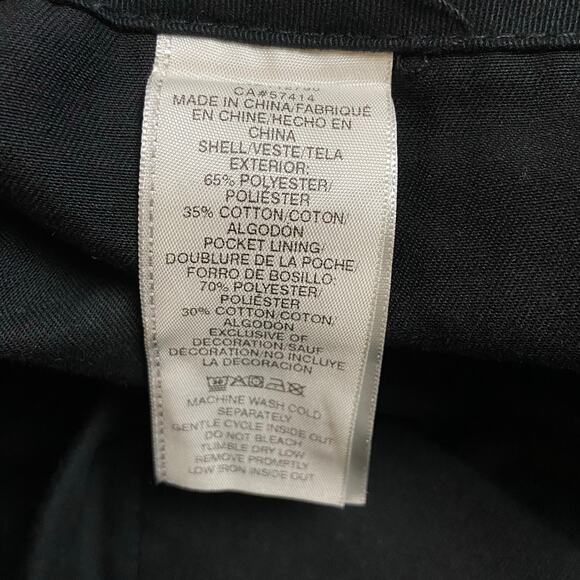 CA#57414
MADE IN CHINA/FABRIQUÉ
EN CHINE/HECHO EN
CHINA
SHELL/VESTE/TELA
EXTERIOR:
65% POLYESTER/
POLIÉSTER
35% COTTON/COTON/
ALGODÓN
POCKET LINING/
DOUBLURE DE LA POCHE/
FORRO DE BOSILLO:
70% POLYESTER/
POLIÉSTER
30% COTTON/COTON/
ALGODÓN
EXCLUSIVE OF
DECORATION/SAUF
DÉCORATION/NO INCLUYE
LA DECORACIÓN
MACHINE WASH COLD
SEPARATELY
GENTLE CYCLE INSIDE OUT
DO NOT BLEACH
TUMBLE DRY LOW
REMOVE PROMPTLY
LOW IRON INSIDE OUT